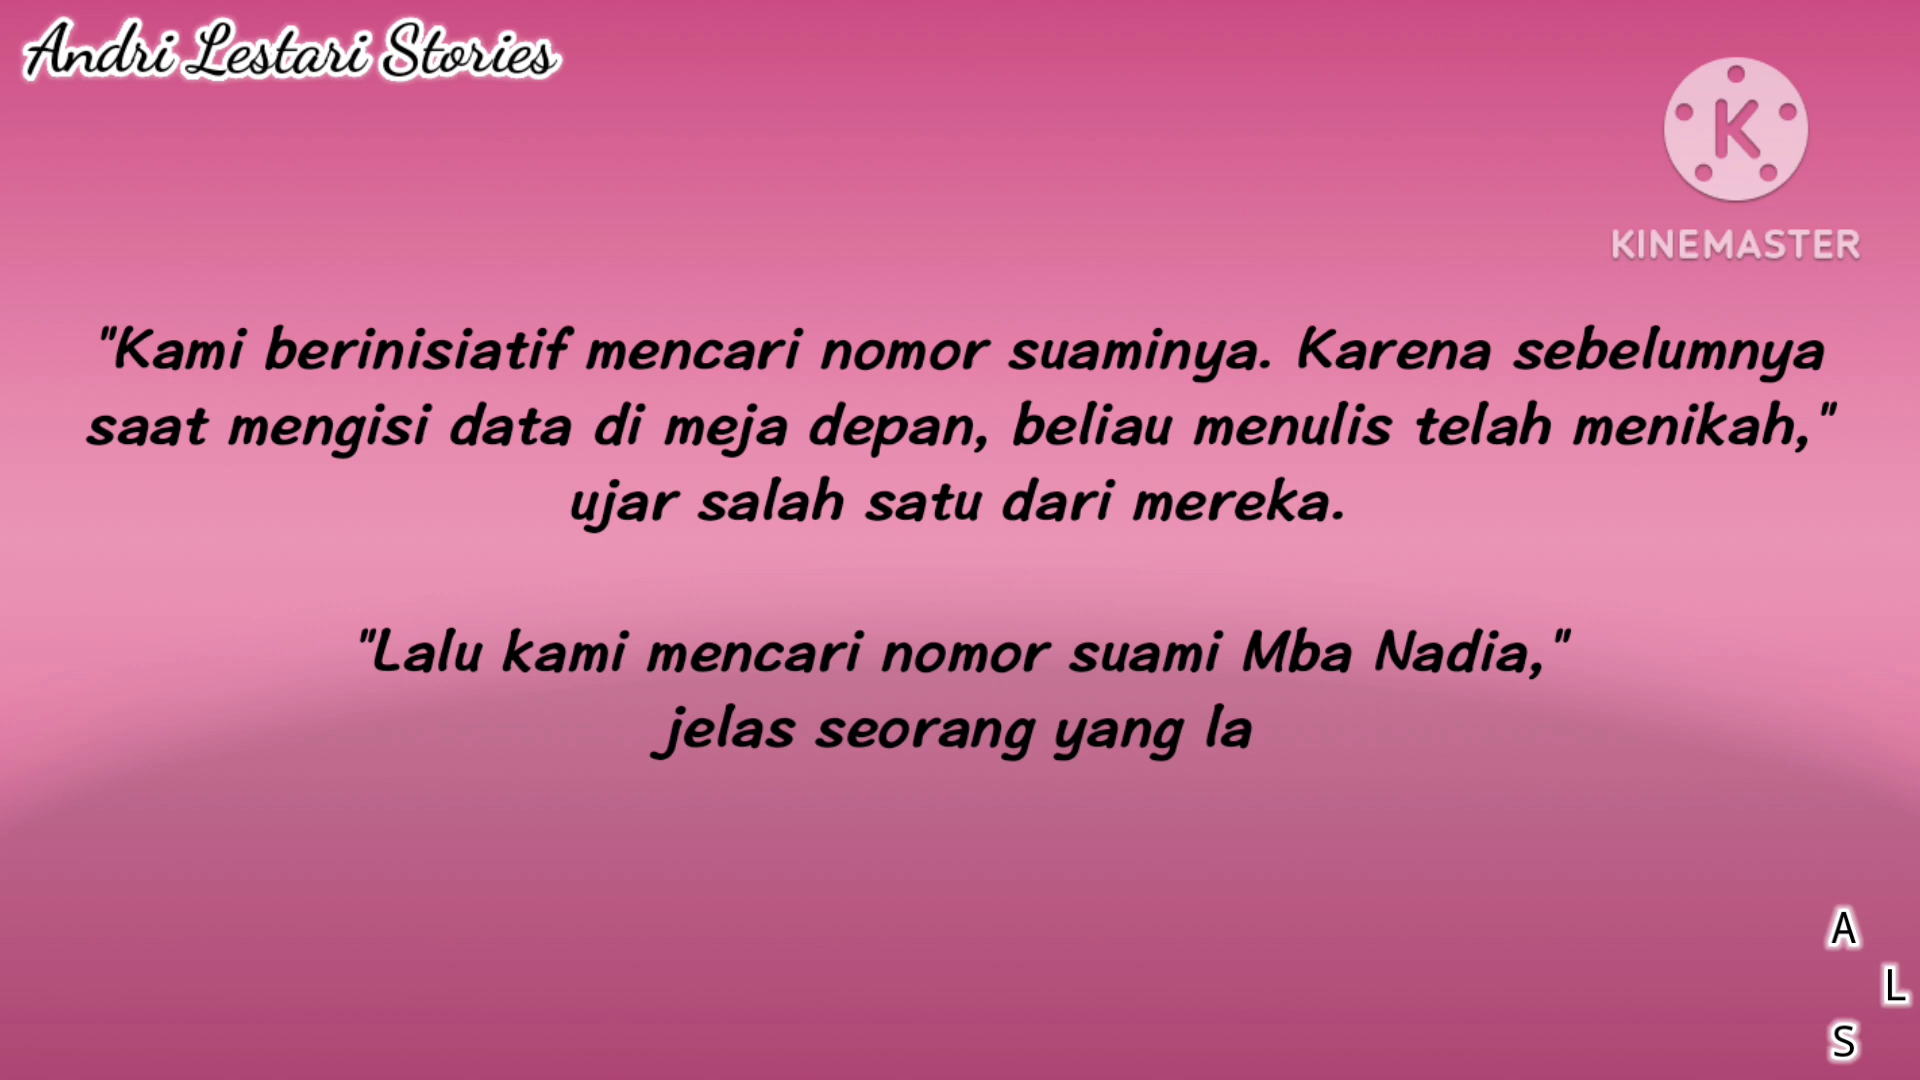 Andri Lestari Stories
K
KINEMASTER
"Kami berinisiatif mencari nomor suaminya. Karena sebelumnya
saat mengisi data di meja depan, beliau menulis telah menikah,"
ujar salah satu dari mereka.
"Lalu kami mencari nomor suami Mba Nadia,"
jelas seorang yang la
A
L
S